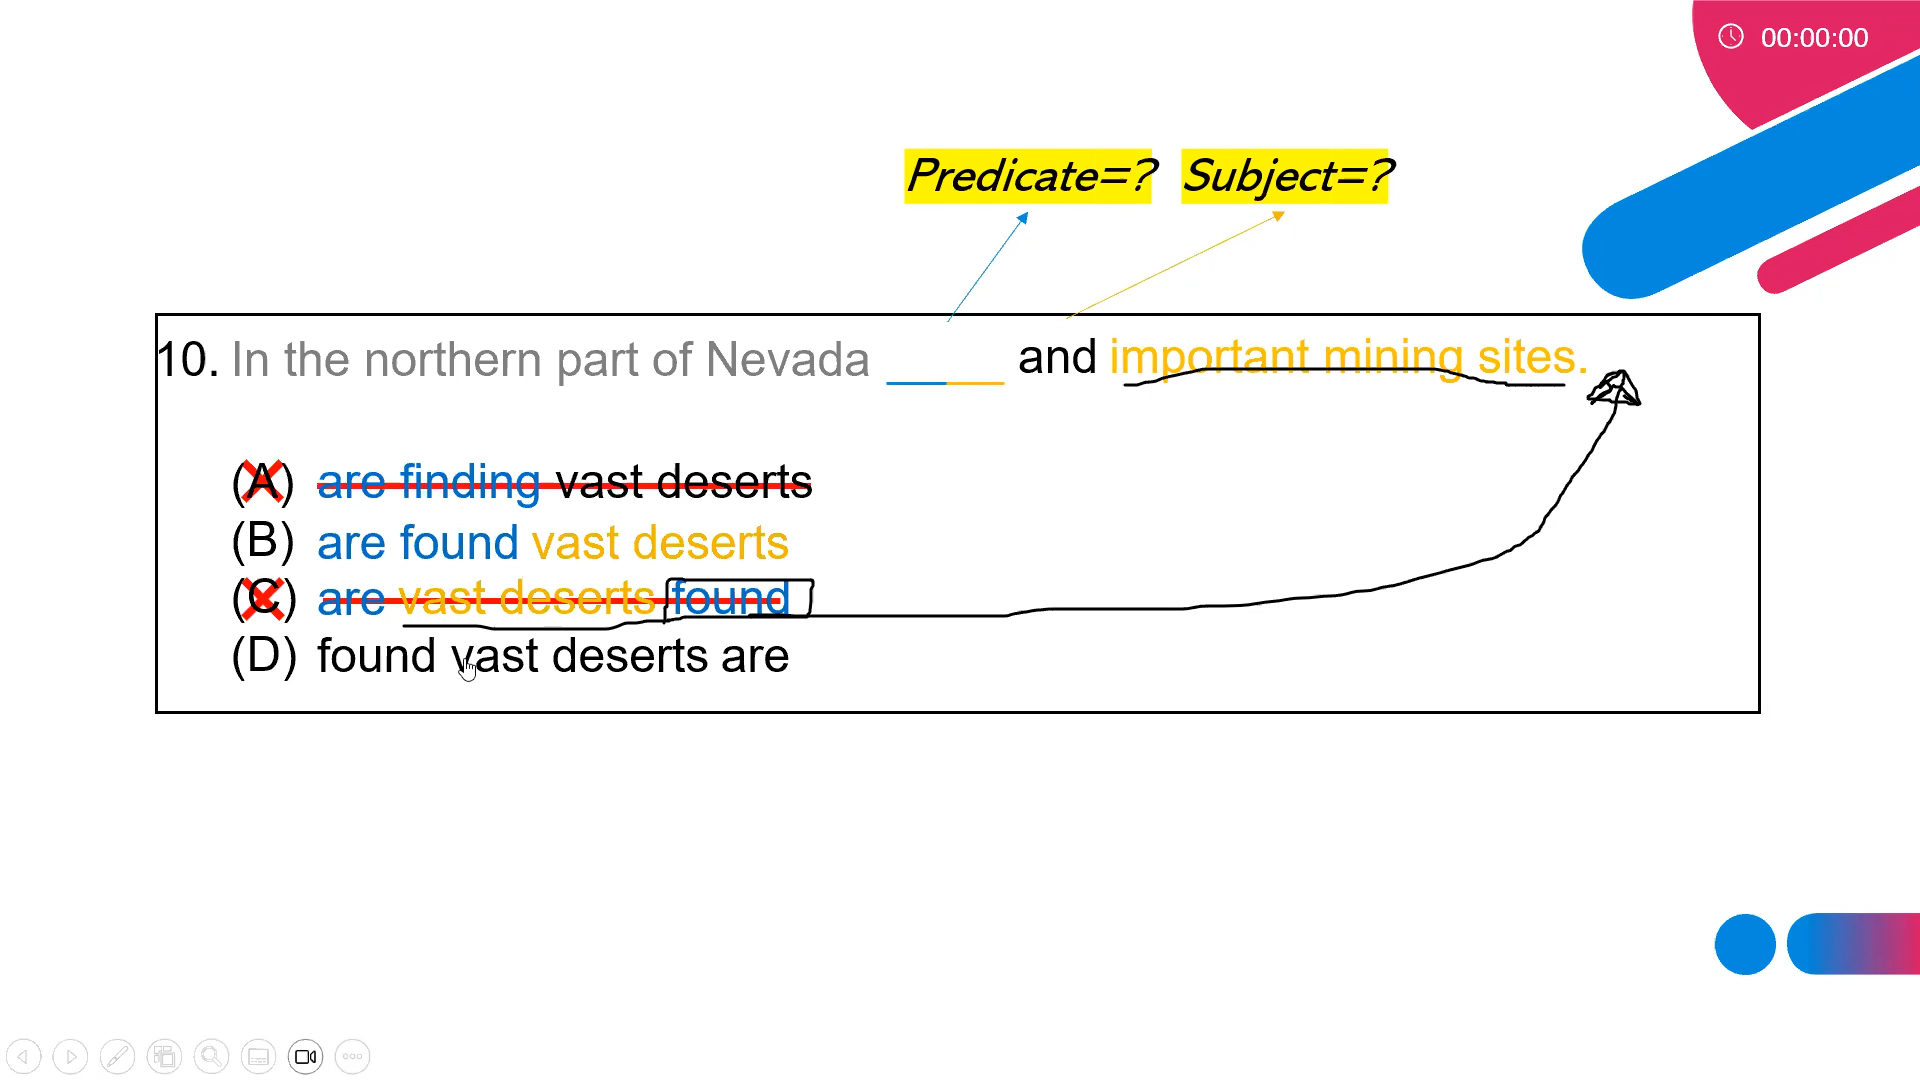 00:00:00
Predicate=? Subject=?
10. In the northern part of Nevada ____ and important mining sites.
(A) are finding vast deserts
(B) are found vast deserts
(C) are vast deserts found
(D) found vast deserts are